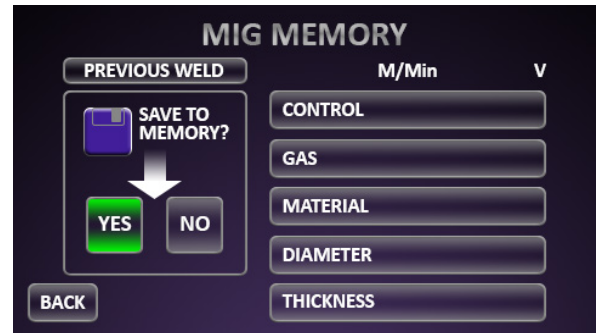 MIG MEMORY
PREVIOUS WELD
M/Min V
SAVE TO
MEMORY?
YES NO
CONTROL
GAS
MATERIAL
DIAMETER
THICKNESS
BACK